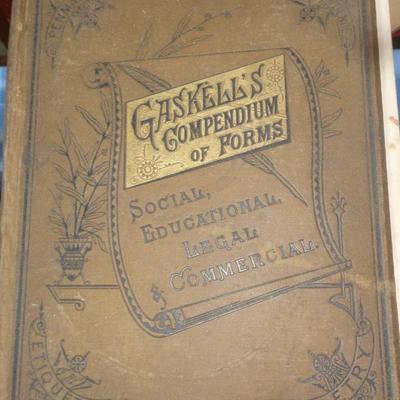 GASKELL'S
COMPENDIUM
OF FORMS
SOCIAL,
EDUCATIONAL,
LEGAL
COMMERCIAL.